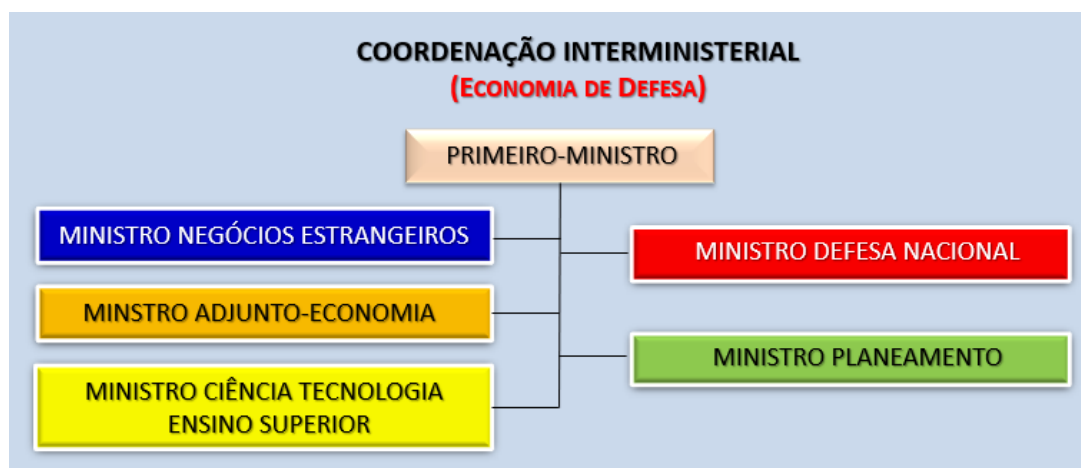 COORDENAÇÃO INTERMINISTERIAL
(ECONOMIA DE DEFESA)
PRIMEIRO-MINISTRO
MINISTRO NEGÓCIOS ESTRANGEIROS
MINISTRO DEFESA NACIONAL
MINSTRO ADJUNTO-ECONOMIA
MINISTRO PLANEAMENTO
MINISTRO CIÊNCIA TECNOLOGIA
ENSINO SUPERIOR